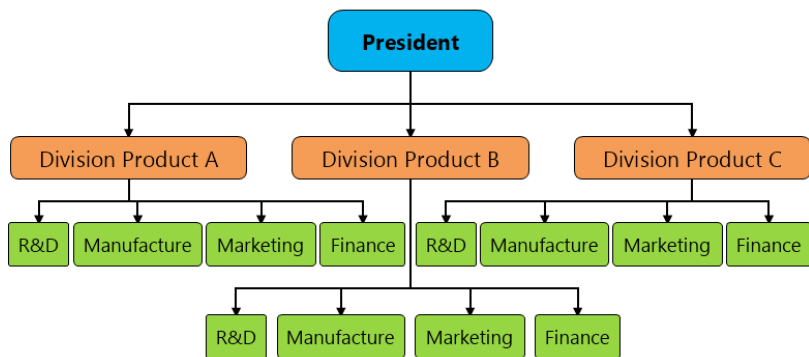 President
Division Product A
Division Product B
Division Product C
R&D
Manufacture
Marketing
Finance
R&D
Manufacture
Marketing
Finance
R&D
Manufacture
Marketing
Finance